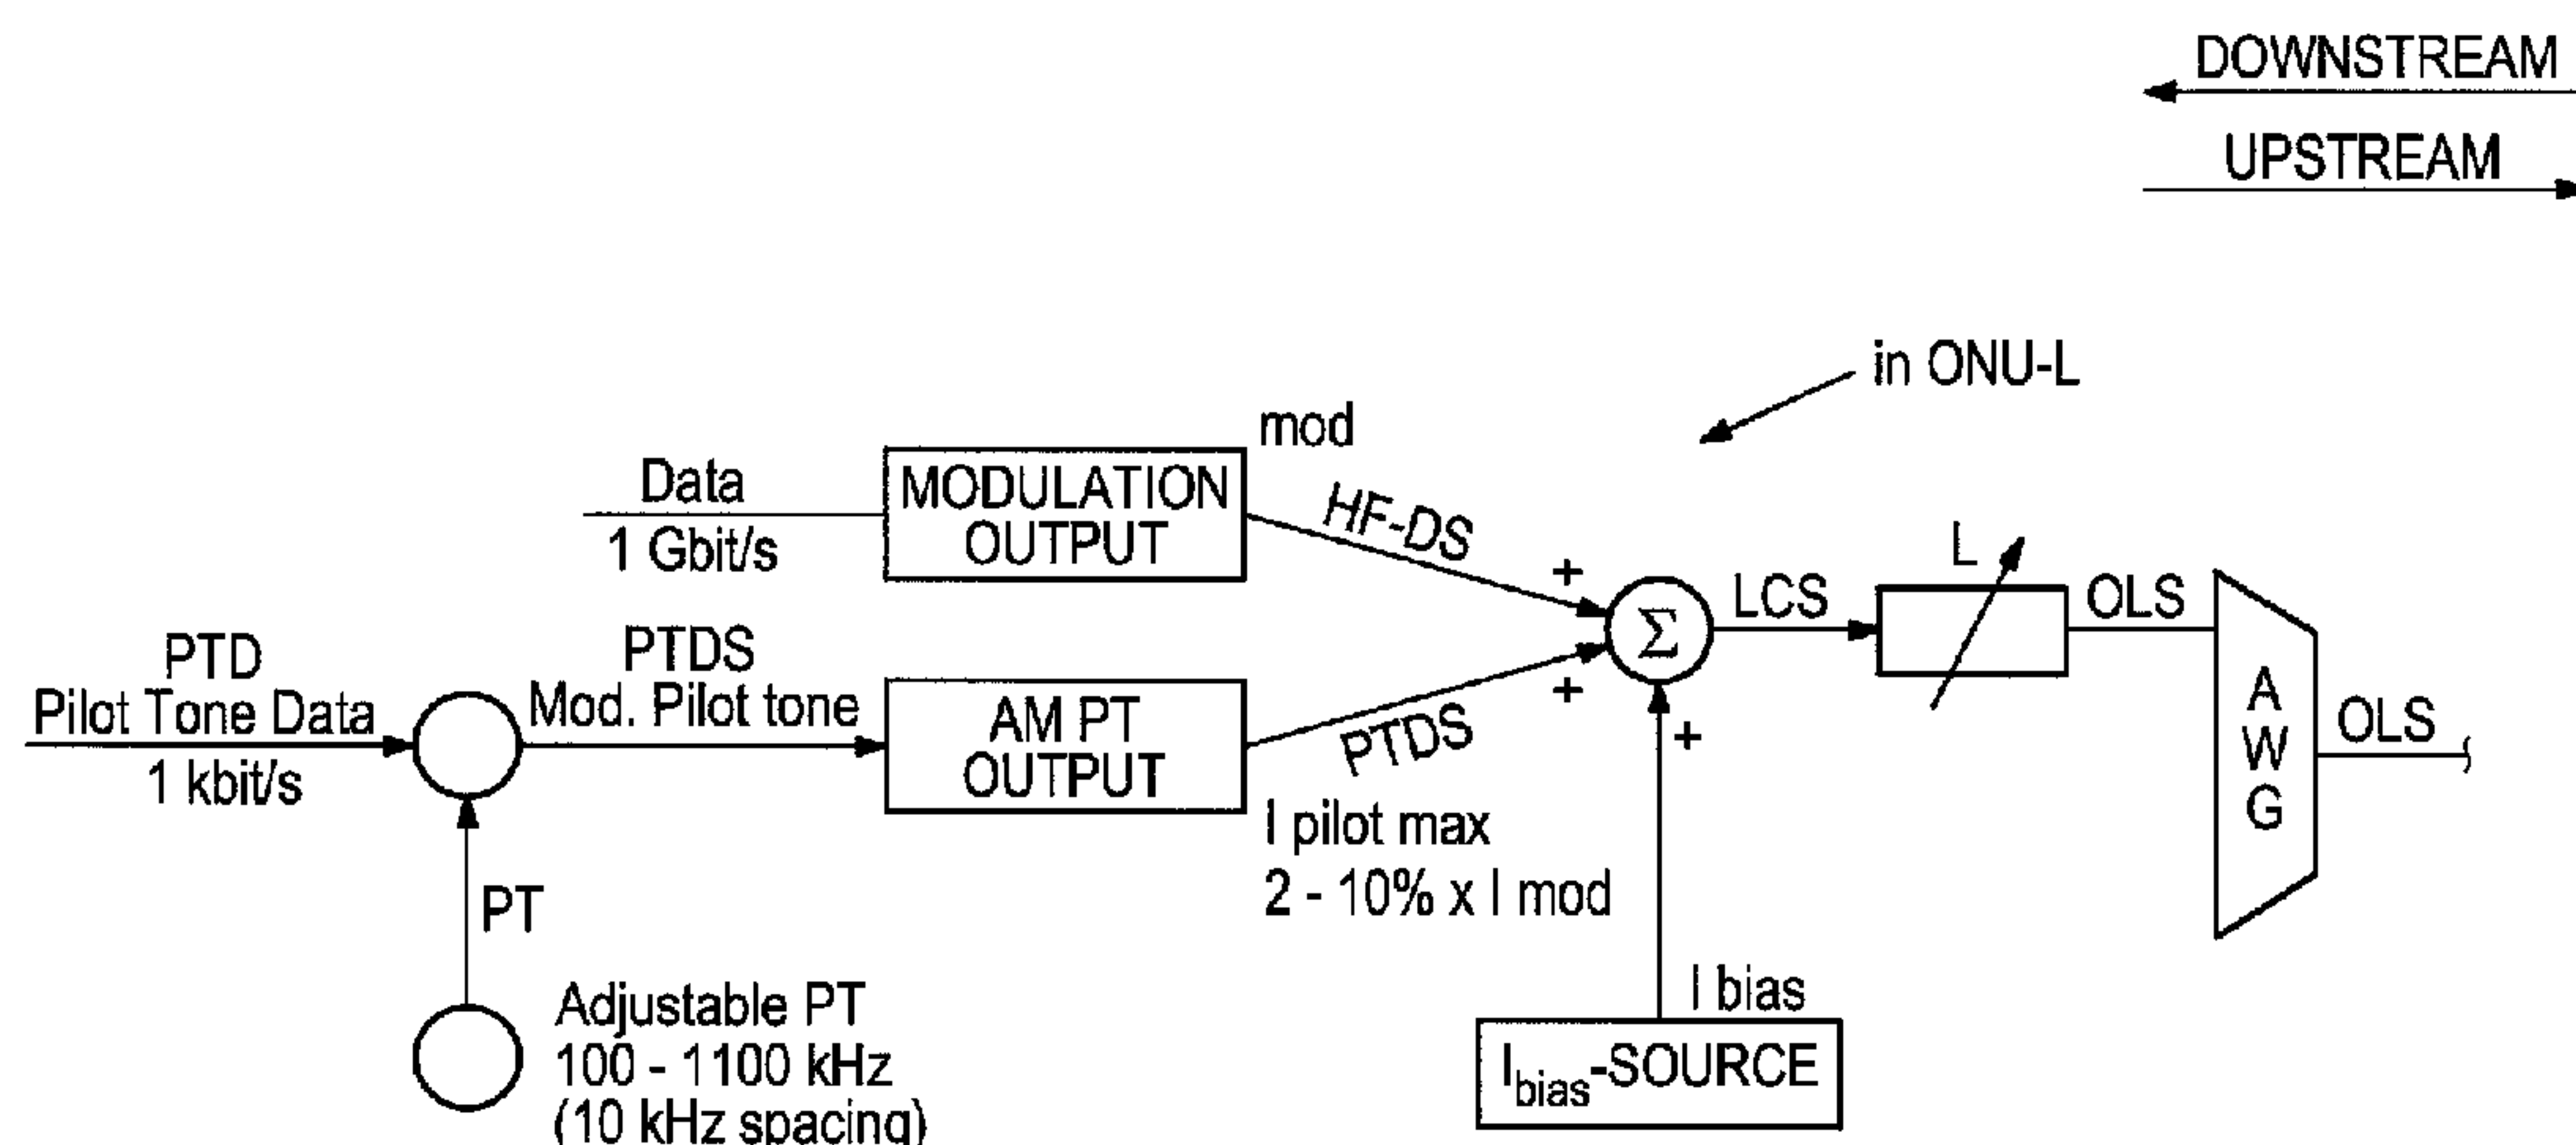 DOWNSTREAM
UPSTREAM
in ONU-L
mod
Data
1 Gbit/s
MODULATION
OUTPUT
HF-DS
+
L
PTD
Pilot Tone Data
1 kbit/s
PTDS
Mod. Pilot tone
AM PT
OUTPUT
PTDS
+
Σ
+
LCS
OLS
A
W
G
OLS
I pilot max
2 - 10% x I mod
PT
Adjustable PT
100 - 1100 kHz
(10 kHz spacing)
I bias
Ibias-SOURCE